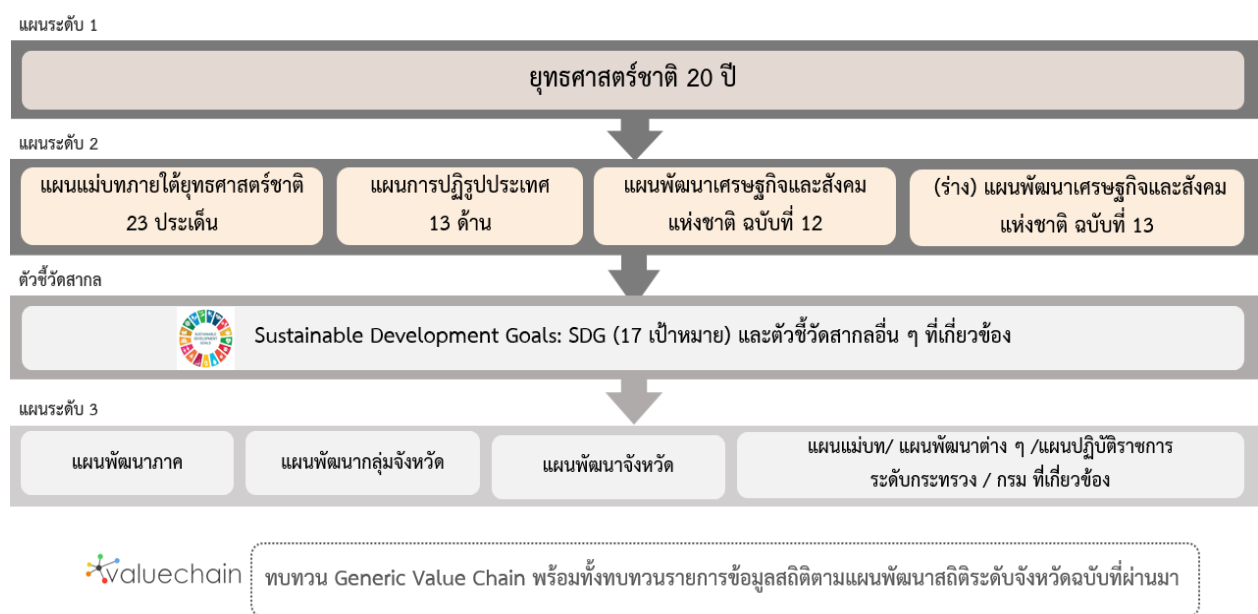 แผนระดับ 1
ยุทธศาสตร์ชาติ 20 ปี
แผนระดับ 2
แผนแม่บทภายใต้ยุทธศาสตร์ชาติ
23 ประเด็น
แผนการปฏิรูปประเทศ
13 ด้าน
แผนพัฒนาเศรษฐกิจและสังคม
แห่งชาติ ฉบับที่ 12
(ร่าง) แผนพัฒนาเศรษฐกิจและสังคม
แห่งชาติ ฉบับที่ 13
ตัวชี้วัดสากล
SUSTAINABLE
DEVELOPMENT
GOALS
Sustainable Development Goals: SDG (17 เป้าหมาย) และตัวชี้วัดสากลอื่น ๆ ที่เกี่ยวข้อง
แผนระดับ 3
แผนพัฒนาภาค
แผนพัฒนากลุ่มจังหวัด
แผนพัฒนาจังหวัด
แผนแม่บท/ แผนพัฒนาต่าง ๆ /แผนปฏิบัติราชการ
ระดับกระทรวง / กรม ที่เกี่ยวข้อง
valuechain
ทบทวน Generic Value Chain พร้อมทั้งทบทวนรายการข้อมูลสถิติตามแผนพัฒนาสถิติระดับจังหวัดฉบับที่ผ่านมา